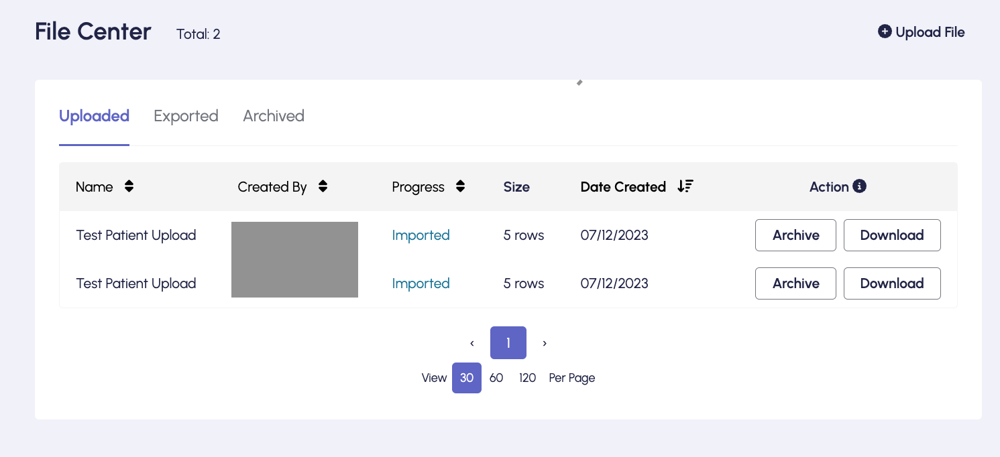 File Center Total: 2 Upload File
Uploaded Exported Archived
Name Created By Progress Size Date Created Action
Test Patient Upload Imported 5 rows 07/12/2023 Archive Download
Test Patient Upload Imported 5 rows 07/12/2023 Archive Download
‹ 1 ›
View 30 60 120 Per Page